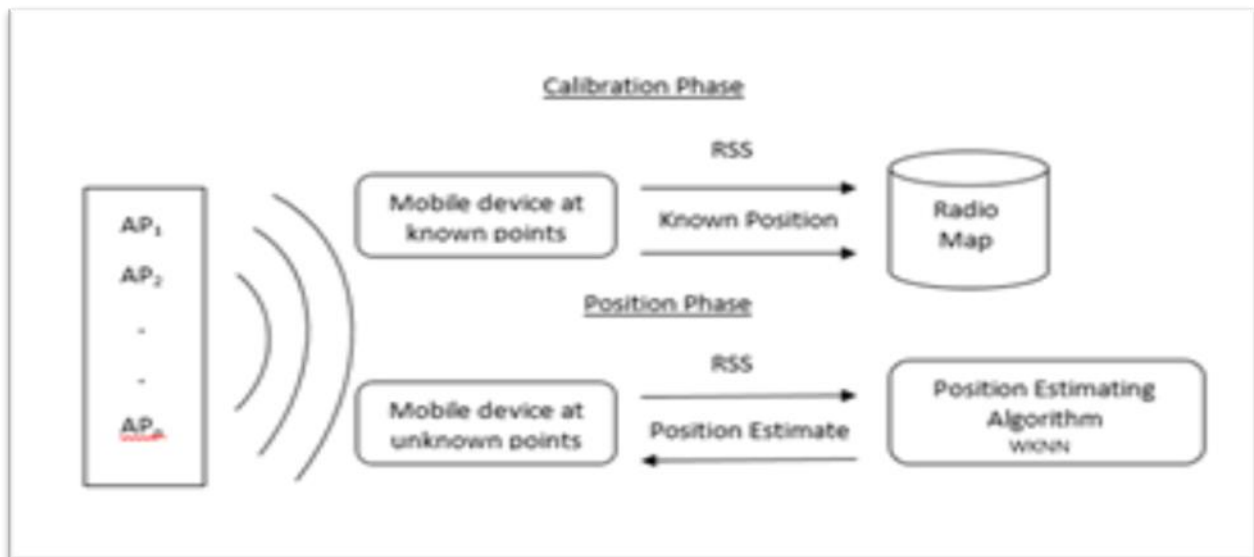 Calibration Phase
AP₁
AP₂
-
-
APₙ
Mobile device at
known points
RSS
Known Position
Radio
Map
Position Phase
Mobile device at
unknown points
RSS
Position Estimate
Position Estimating
Algorithm
WKNN